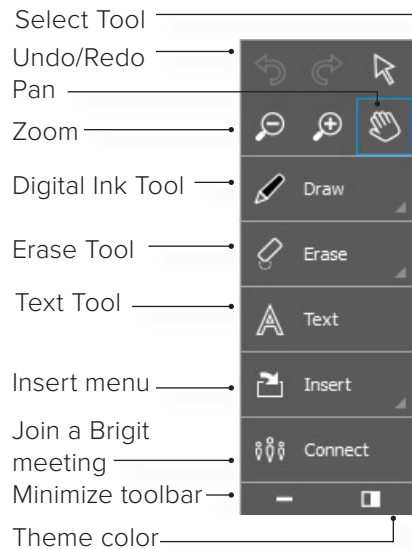 Select Tool
Undo/Redo
Pan
Zoom
Digital Ink Tool
Draw
Erase Tool
Erase
Text Tool
Text
Insert menu
Insert
Join a Brigit
meeting
Connect
Minimize toolbar
Theme color